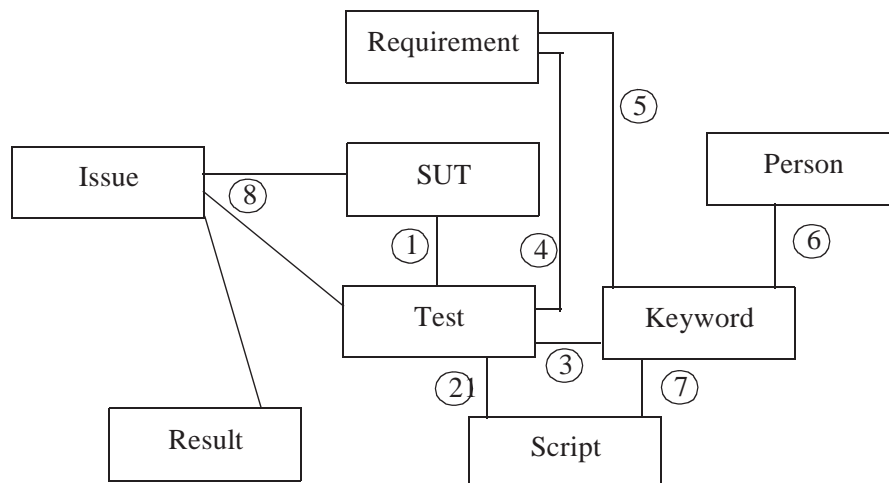 Requirement
5
Person
Issue
SUT
8
6
1
4
Test
Keyword
3
21
7
Result
Script